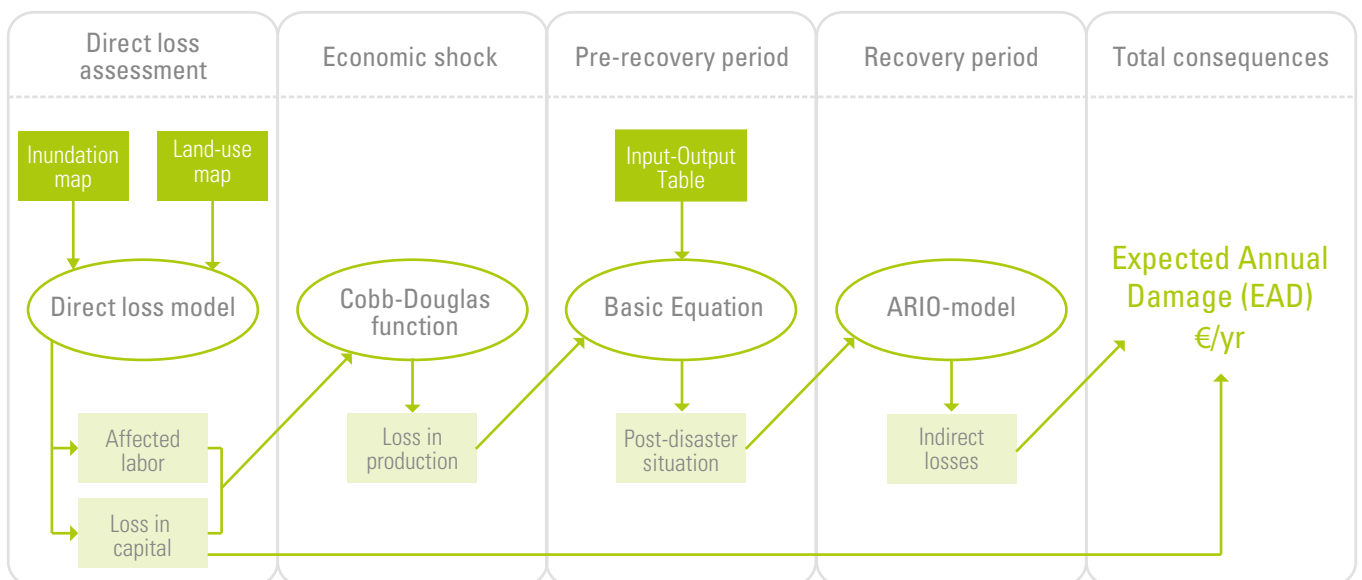 Direct loss
assessment
Economic shock
Pre-recovery period
Recovery period
Total consequences
Inundation
map
Land-use
map
Input-Output
Table
Direct loss model
Cobb-Douglas
function
Basic Equation
ARIO-model
Expected Annual
Damage (EAD)
€/yr
Affected
labor
Loss in
production
Post-disaster
situation
Indirect
losses
Loss in
capital